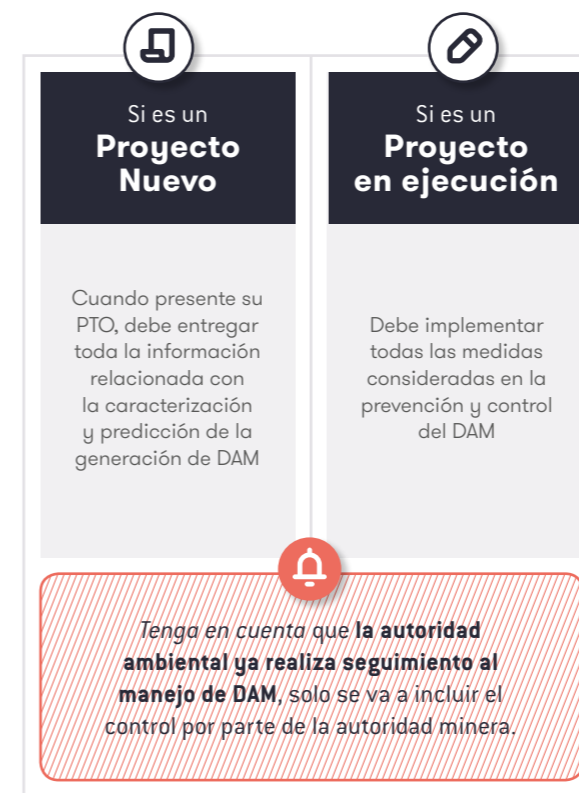 Si es un
Proyecto
Nuevo
Cuando presente su
PTO, debe entregar
toda la información
relacionada con
la caracterización
y predicción de la
generación de DAM
Si es un
Proyecto
en ejecución
Debe implementar
todas las medidas
consideradas en la
prevención y control
del DAM
Tenga en cuenta que la autoridad
ambiental ya realiza seguimiento al
manejo de DAM, solo se va a incluir el
control por parte de la autoridad minera.